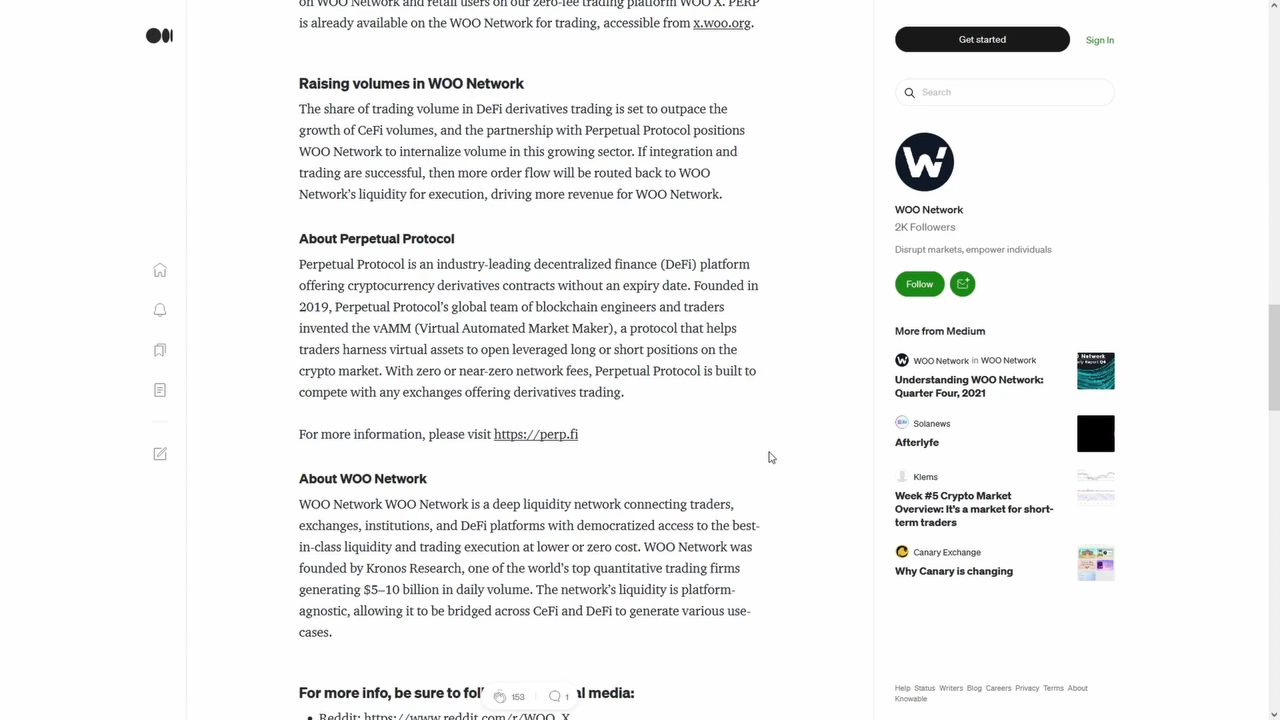 on WOO Network and retail users on our zero-fee trading platform WOO X. PERP
is already available on the WOO Network for trading, accessible from x.woo.org.
Raising volumes in WOO Network
The share of trading volume in DeFi derivatives trading is set to outpace the
growth of CeFi volumes, and the partnership with Perpetual Protocol positions
WOO Network to internalize volume in this growing sector. If integration and
trading are successful, then more order flow will be routed back to WOO
Network's liquidity for execution, driving more revenue for WOO Network.
About Perpetual Protocol
Perpetual Protocol is an industry-leading decentralized finance (DeFi) platform
offering cryptocurrency derivatives contracts without an expiry date. Founded in
2019, Perpetual Protocol's global team of blockchain engineers and traders
invented the vAMM (Virtual Automated Market Maker), a protocol that helps
traders harness virtual assets to open leveraged long or short positions on the
crypto market. With zero or near-zero network fees, Perpetual Protocol is built to
compete with any exchanges offering derivatives trading.
For more information, please visit https://perp.fi
About WOO Network
WOO Network WOO Network is a deep liquidity network connecting traders,
exchanges, institutions, and DeFi platforms with democratized access to the best-
in-class liquidity and trading execution at lower or zero cost. WOO Network was
founded by Kronos Research, one of the world's top quantitative trading firms
generating $5–10 billion in daily volume. The network's liquidity is platform-
agnostic, allowing it to be bridged across CeFi and DeFi to generate various use-
cases.
For more info, be sure to fol al media:
153 1
Reddit: https://www.reddit.com/r/WOO_X
Get started Sign In
Search
WOO Network
2K Followers
Disrupt markets, empower individuals
Follow
More from Medium
WOO Network in WOO Network
Understanding WOO Network:
Quarter Four, 2021
Solanews
Afterlyfe
Klems
Week #5 Crypto Market
Overview: It's a market for short-
term traders
Canary Exchange
Why Canary is changing
Help Status Writers Blog Careers Privacy Terms About
Knowable